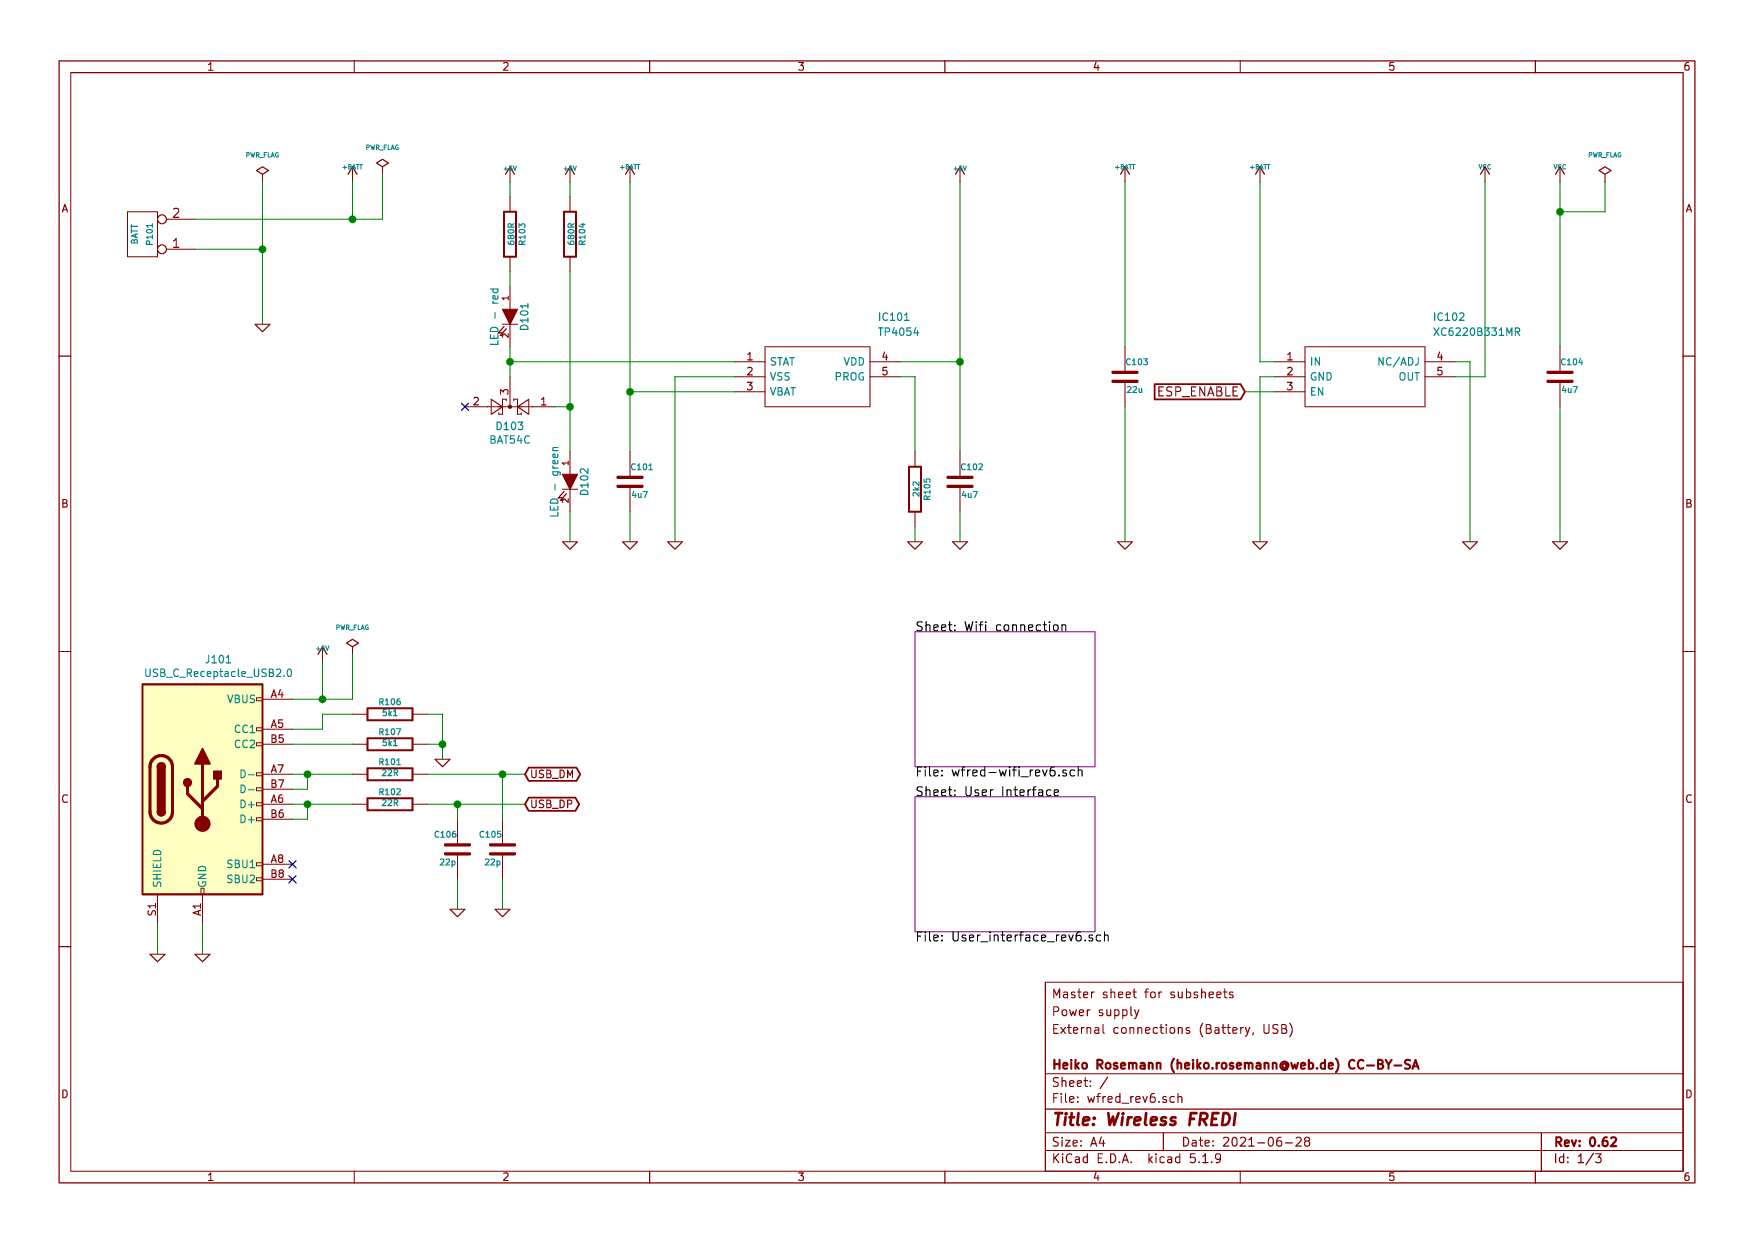 1 2 3 4 5 6
A
B
C
D
A
B
C
D
1 2 3 4 5 6
BATT
P101
2
1
PWR_FLAG
+BATT
PWR_FLAG
+5V
680R
R103
+5V
680R
R104
LED - red
1
2
D101
2
3
1
D103
BAT54C
LED - green
1
2
D102
+BATT
C101
4u7
IC101
TP4054
1 STAT
2 VSS
3 VBAT
VDD 4
PROG 5
2k2
R105
+5V
C102
4u7
+BATT
C103
22u
ESP_ENABLE
+BATT
IC102
XC6220B331MR
1 IN
2 GND
3 EN
NC/ADJ 4
OUT 5
VCC
VCC
PWR_FLAG
C104
4u7
J101
USB_C_Receptacle_USB2.0
+5V
PWR_FLAG
VBUS A4
CC1 A5
CC2 B5
D- A7
D- B7
D+ A6
D+ B6
SBU1 A8
SBU2 B8
SHIELD
GND
S1
A1
R106
5k1
R107
5k1
R101
22R
R102
22R
USB_DM
USB_DP
C106
22p
C105
22p
Sheet: Wifi connection
File: wfred-wifi_rev6.sch
Sheet: User Interface
File: User_interface_rev6.sch
Master sheet for subsheets
Power supply
External connections (Battery, USB)
Heiko Rosemann (heiko.rosemann@web.de) CC-BY-SA
Sheet: /
File: wfred_rev6.sch
Title: Wireless FREDI
Size: A4 Date: 2021-06-28 Rev: 0.62
KiCad E.D.A. kicad 5.1.9 Id: 1/3